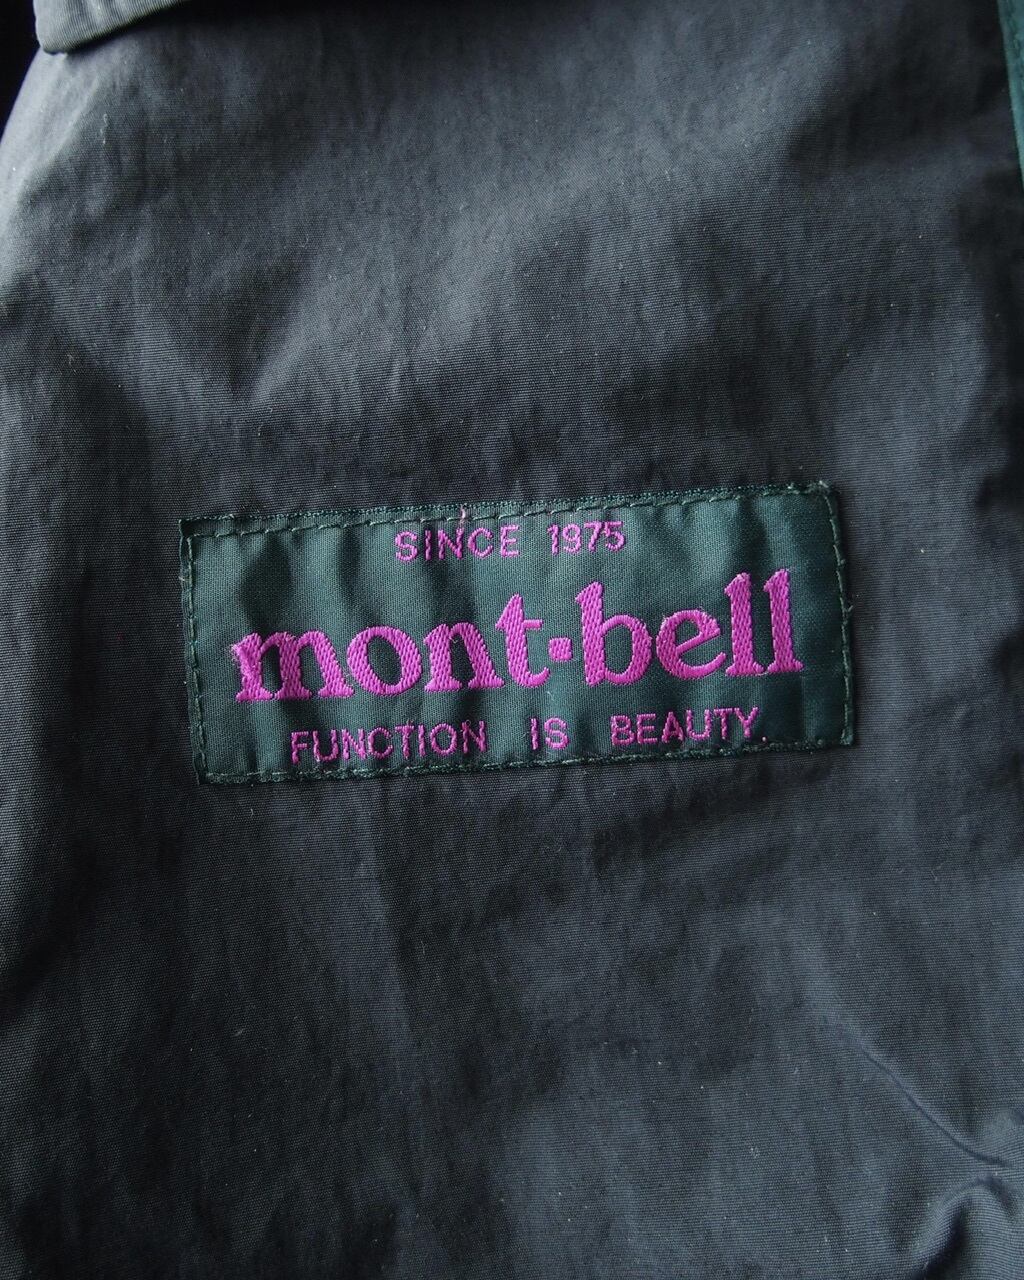 SINCE 1975
mont·bell
FUNCTION IS BEAUTY.